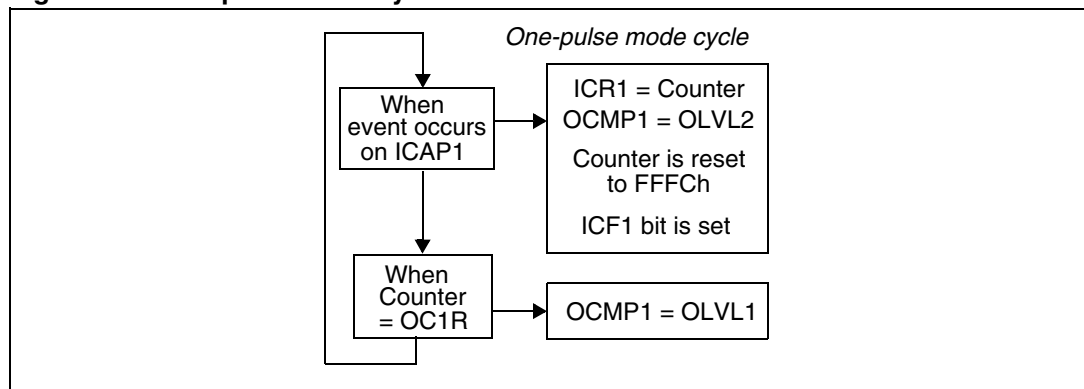 One-pulse mode cycle
When
event occurs
on ICAP1
ICR1 = Counter
OCMP1 = OLVL2
Counter is reset
to FFFCh
ICF1 bit is set
When
Counter
= OC1R
OCMP1 = OLVL1